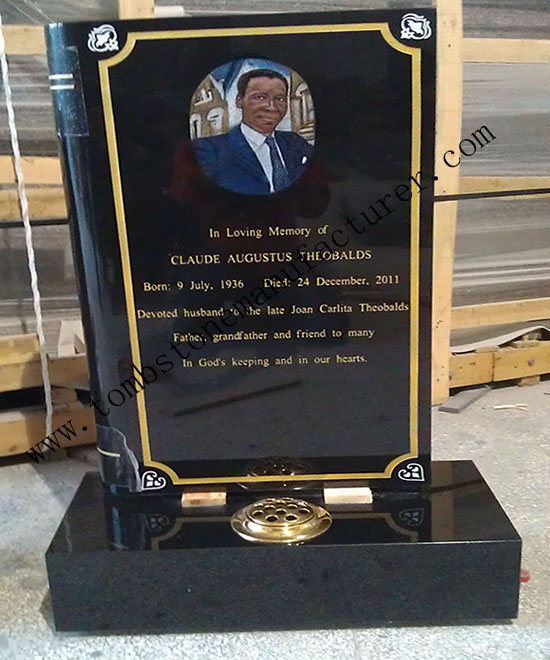 In Loving Memory of
CLAUDE AUGUSTUS THEOBALDS
Born: 9 July, 1936 Died: 24 December, 2011
Devoted husband to the late Joan Carlita Theobalds
Father, grandfather and friend to many
In God's keeping and in our hearts.
www.tombstonemanufacturer.com